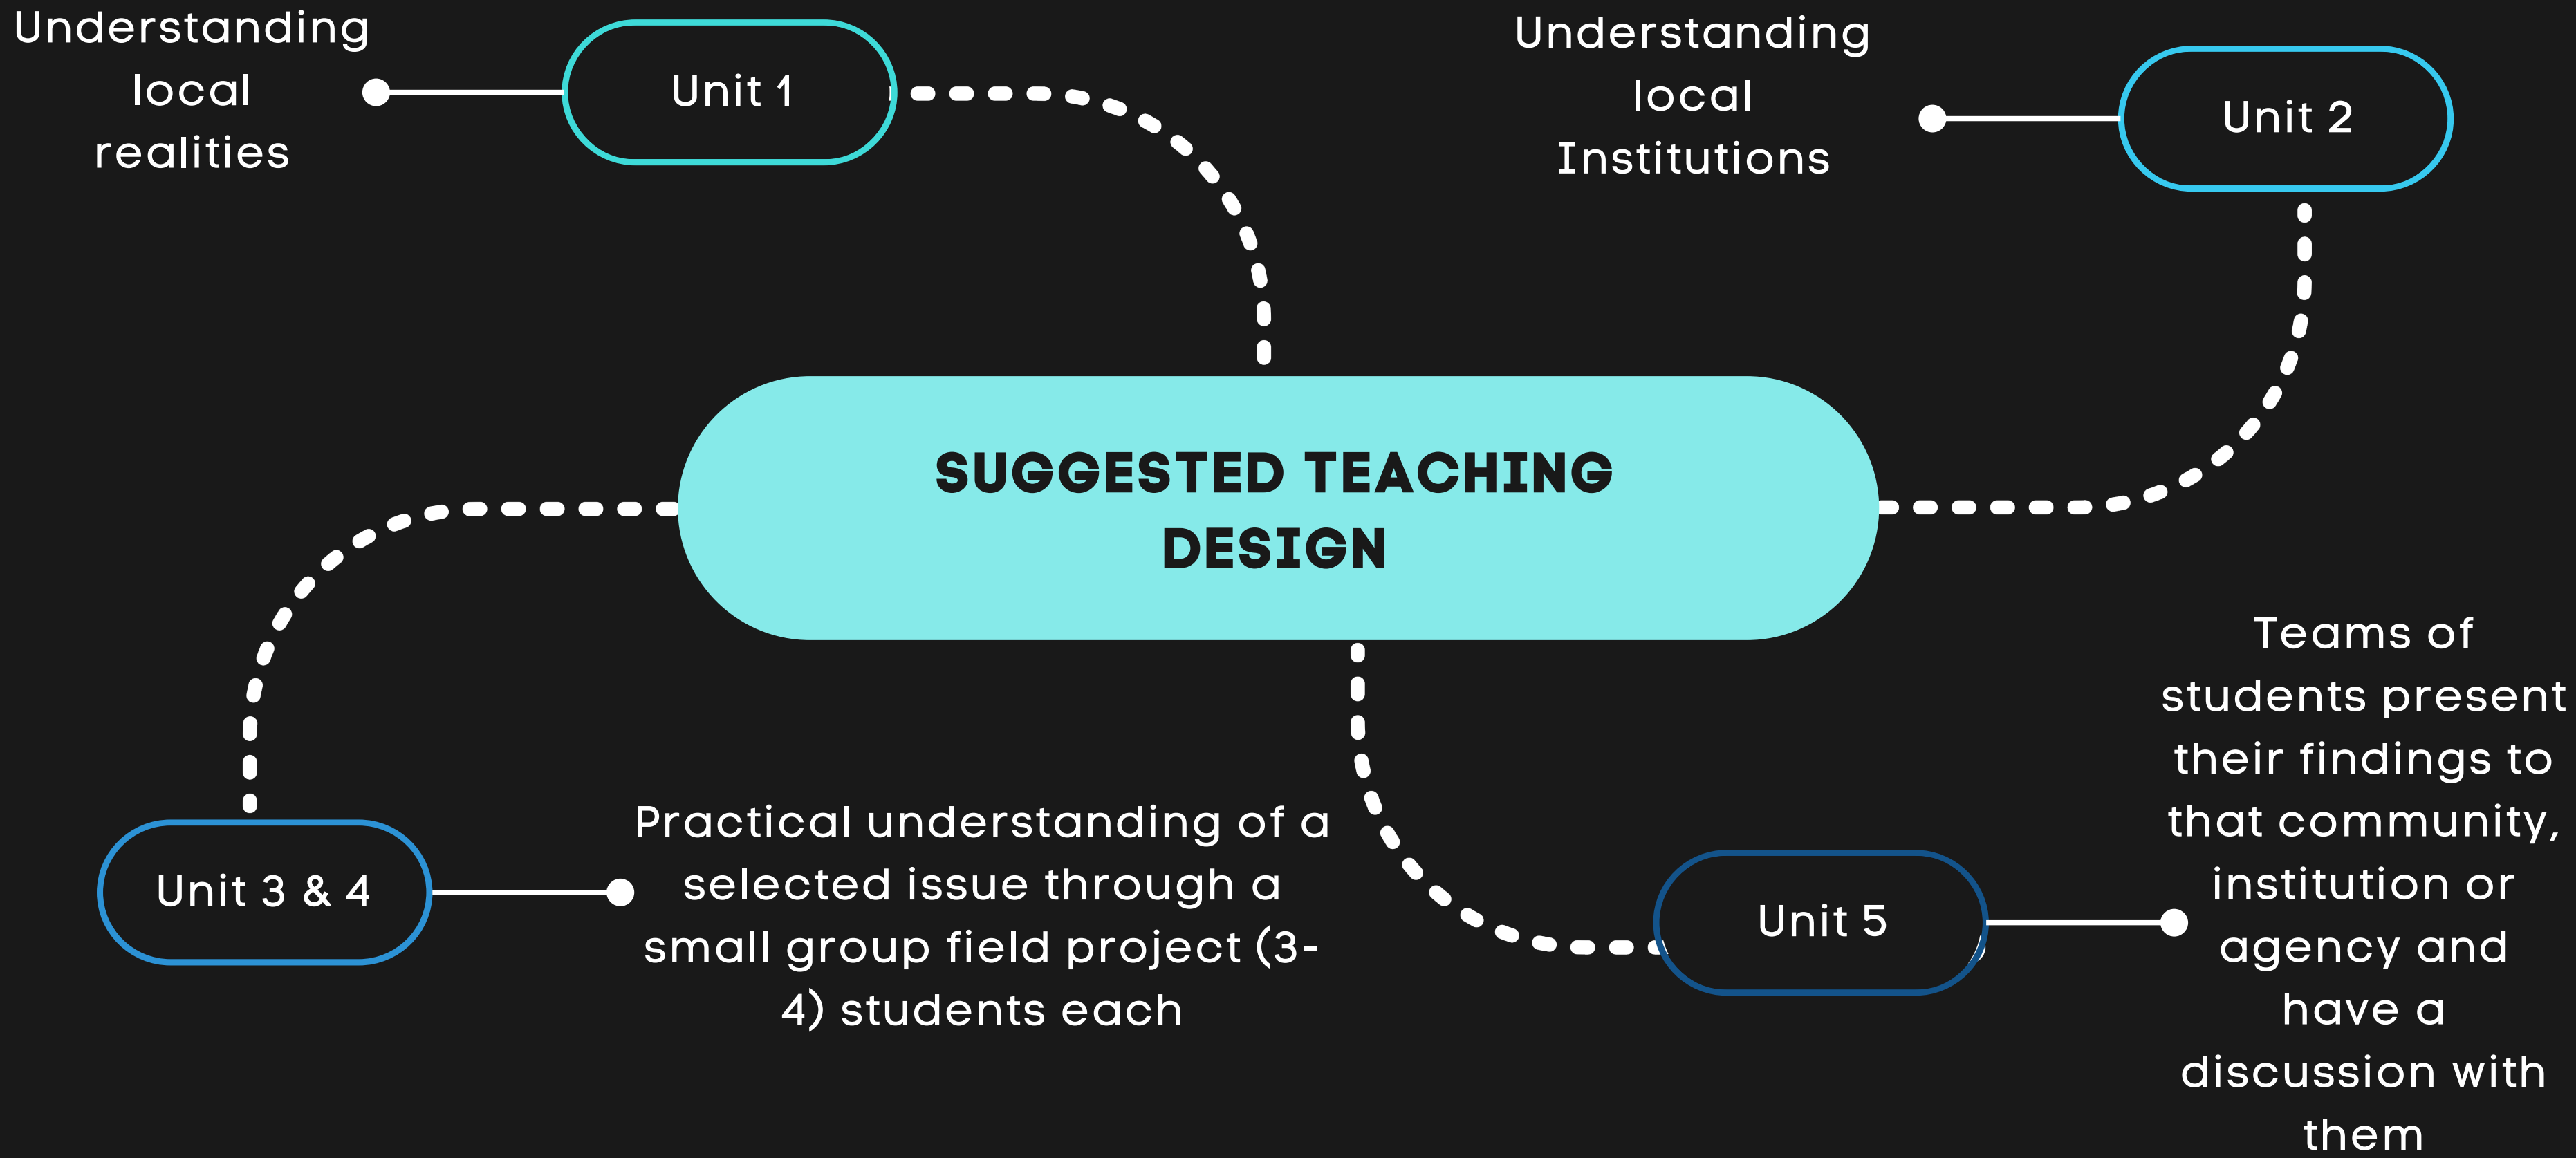 Understanding
local
realities
Unit 1
Understanding
local
Institutions
Unit 2
SUGGESTED TEACHING
DESIGN
Unit 3 & 4
Practical understanding of a
selected issue through a
small group field project (3-
4) students each
Unit 5
Teams of
students present
their findings to
that community,
institution or
agency and
have a
discussion with
them